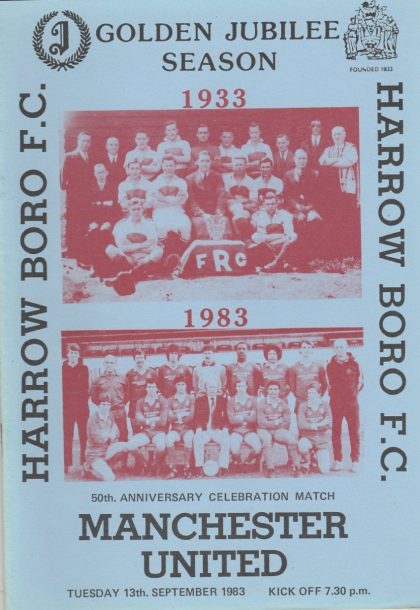 J
GOLDEN JUBILEE
SEASON
FOUNDED 1933
HARROW BORO F.C.
HARROW BORO F.C.
1933
FRC
1983
50th. ANNIVERSARY CELEBRATION MATCH
MANCHESTER
UNITED
TUESDAY 13th. SEPTEMBER 1983 KICK OFF 7.30 p.m.